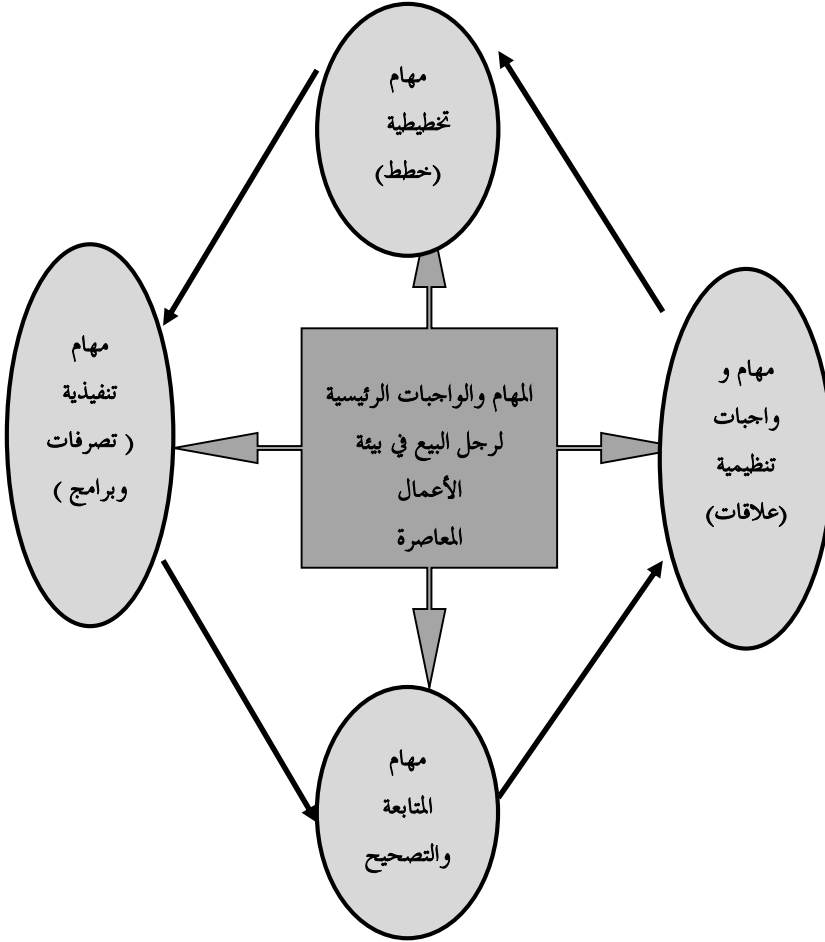 مهام
تخطيطية
(خطط)
مهام و
واجبات
تنظيمية
(علاقات)
المهام والواجبات الرئيسية
لرجل البيع في بيئة
الأعمال
المعاصرة
مهام
تنفيذية
( تصرفات
وبرامج )
مهام
المتابعة
والتصحيح